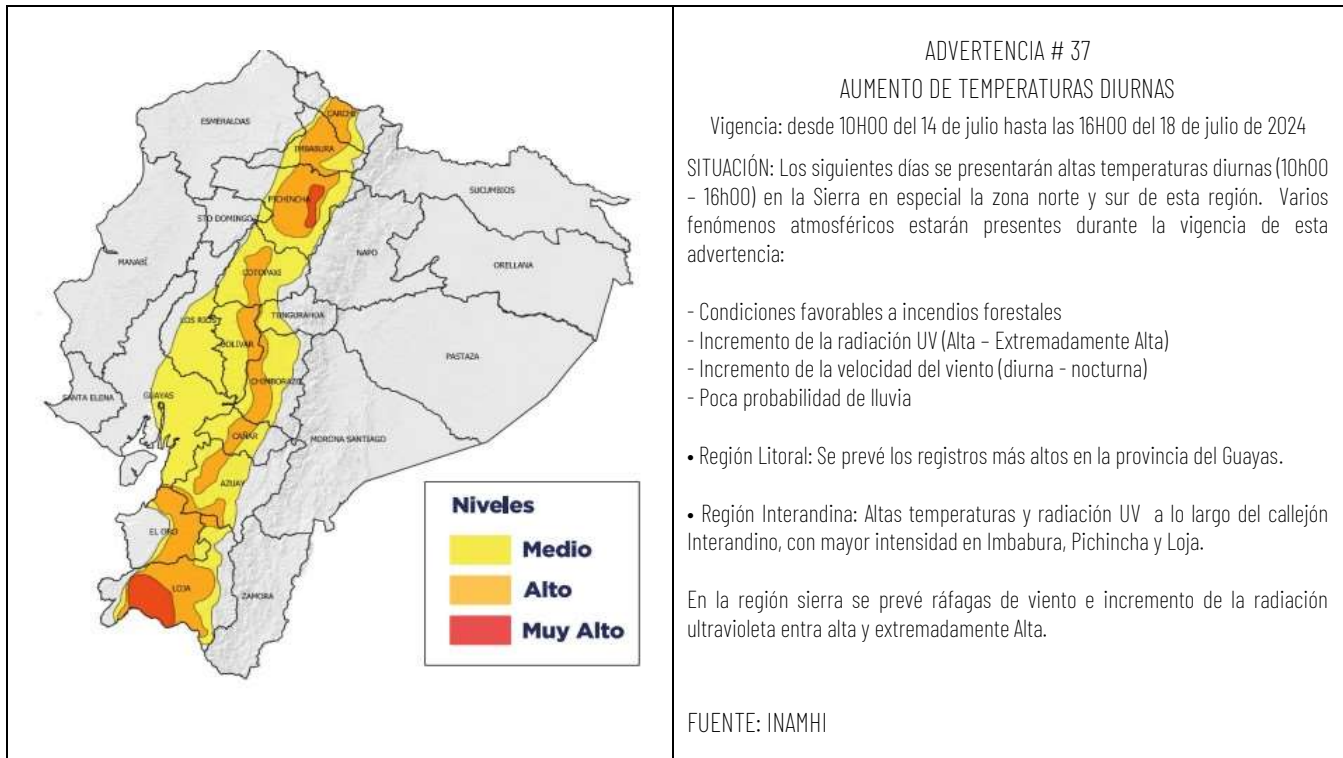 CARCHI
ESMERALDAS
IMBABURA
SUCUMBIOS
PICHINCHA
STO DOMINGO
NAPO
MANABÍ
ORELLANA
COTOPAXI
TUNGURAHUA
LOS RIOS
BOLIVAR
PASTAZA
CHIMBORAZO
SANTA ELENA
GUAYAS
CAÑAR
MORONA SANTIAGO
AZUAY
EL ORO
LOJA
ZAMORA
Niveles
Medio
Alto
Muy Alto
ADVERTENCIA # 37
AUMENTO DE TEMPERATURAS DIURNAS
Vigencia: desde 10H00 del 14 de julio hasta las 16H00 del 18 de julio de 2024
SITUACIÓN: Los siguientes días se presentarán altas temperaturas diurnas (10h00
– 16h00) en la Sierra en especial la zona norte y sur de esta región. Varios
fenómenos atmosféricos estarán presentes durante la vigencia de esta
advertencia:
- Condiciones favorables a incendios forestales
- Incremento de la radiación UV (Alta – Extremadamente Alta)
- Incremento de la velocidad del viento (diurna - nocturna)
- Poca probabilidad de lluvia
• Región Litoral: Se prevé los registros más altos en la provincia del Guayas.
• Región Interandina: Altas temperaturas y radiación UV a lo largo del callejón
Interandino, con mayor intensidad en Imbabura, Pichincha y Loja.
En la región sierra se prevé ráfagas de viento e incremento de la radiación
ultravioleta entra alta y extremadamente Alta.
FUENTE: INAMHI